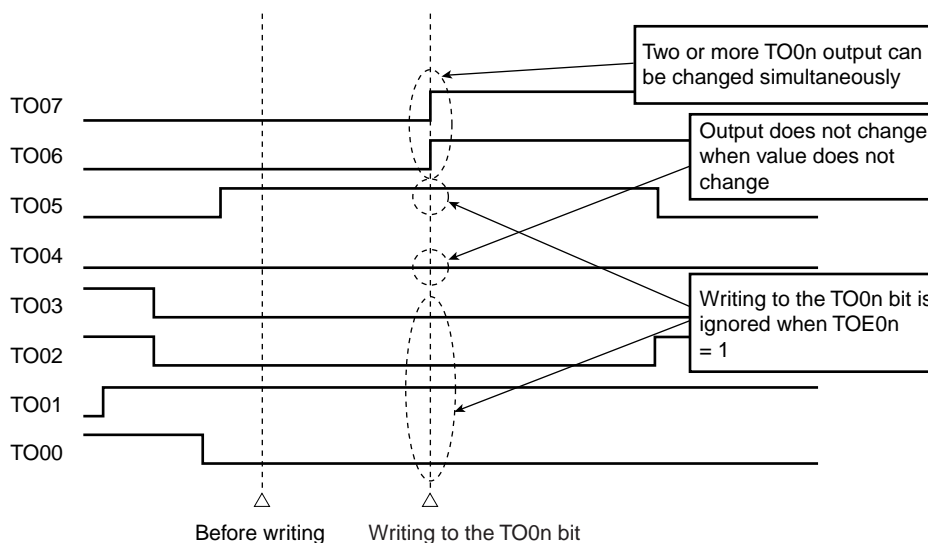 Two or more TO0n output can
be changed simultaneously
TO07
Output does not change
when value does not
change
TO06
TO05
TO04
TO03
Writing to the TO0n bit is
ignored when TOE0n
= 1
TO02
TO01
TO00
Before writing
Writing to the TO0n bit